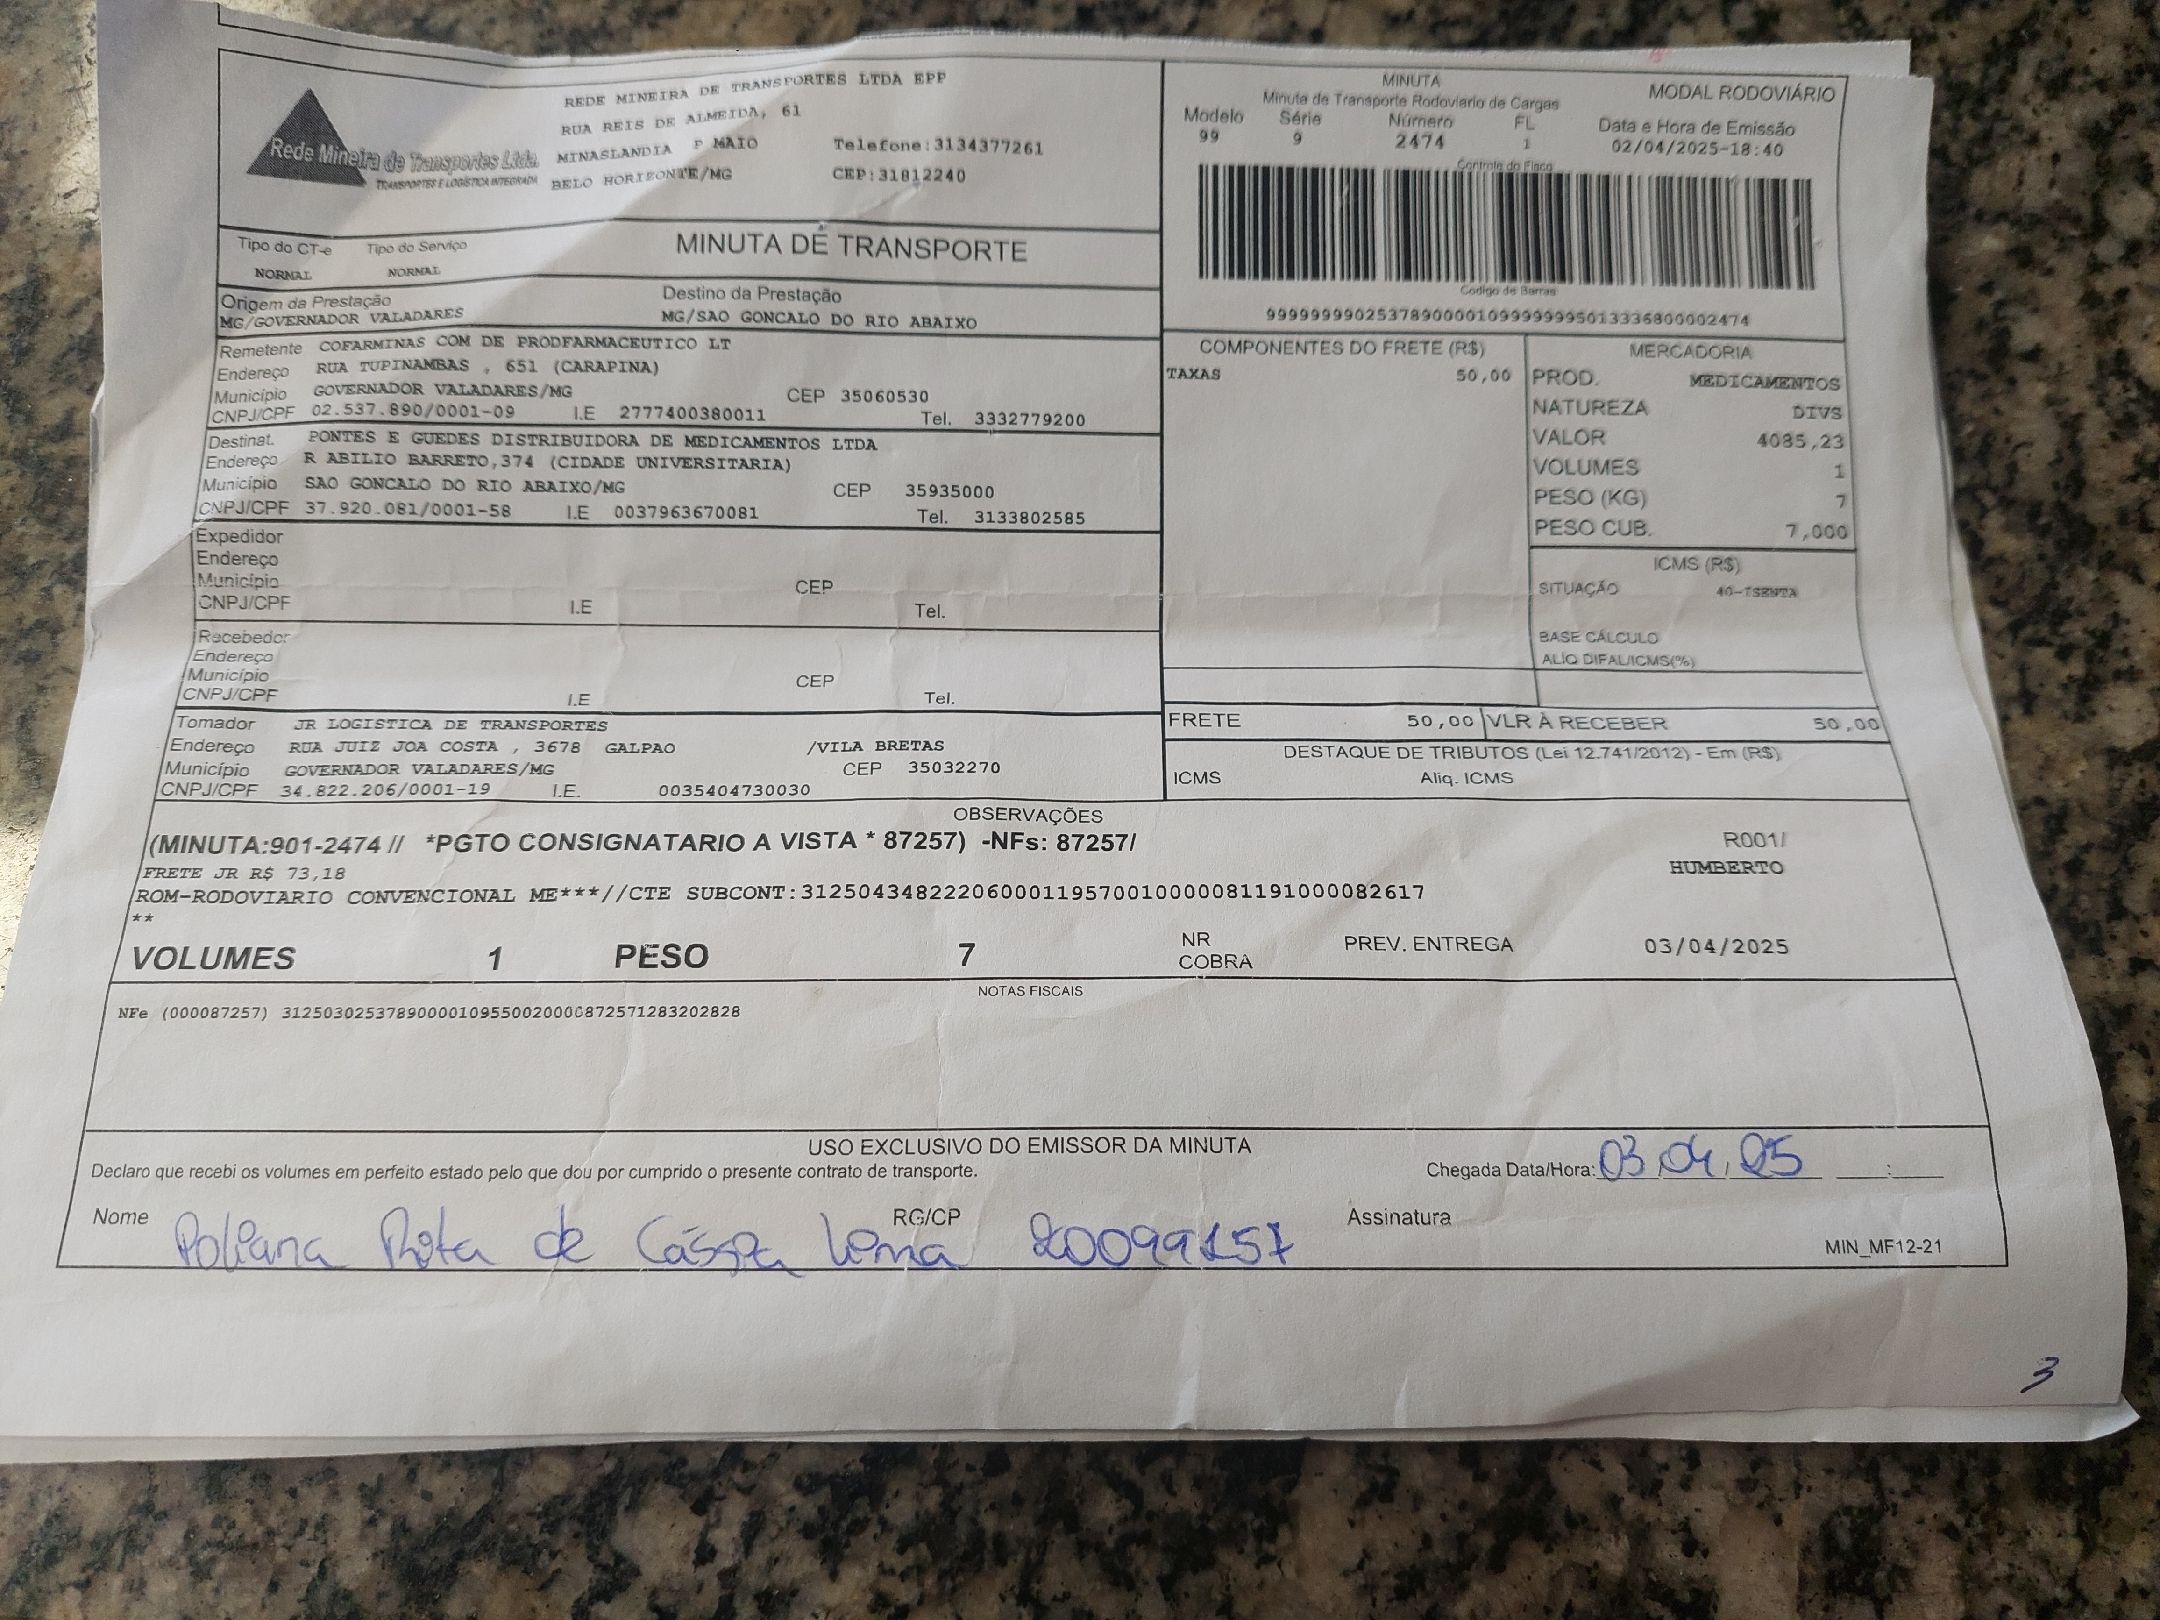 Rede Mineira de Transportes Ltda.
TRANSPORTES E LOGÍSTICA INTEGRADA
REDE MINEIRA DE TRANSPORTES LTDA EPP
RUA REIS DE ALMEIDA, 61
MINASLANDIA P MAIO Telefone:3134377261
BELO HORIZONTE/MG CEP:31812240
MINUTA MODAL RODOVIÁRIO
Minuta de Transporte Rodoviario de Cargas
Modelo Série Número FL Data e Hora de Emissão
99 9 2474 1 02/04/2025-18:40
Controle do Fisco
Codigo de Barras
Tipo do CT-e Tipo do Serviço MINUTA DE TRANSPORTE
NORMAL NORMAL
Origem da Prestação Destino da Prestação
MG/GOVERNADOR VALADARES MG/SAO GONCALO DO RIO ABAIXO
Remetente COFARMINAS COM DE PRODFARMACEUTICO LT
Endereço RUA TUPINAMBAS , 651 (CARAPINA)
Município GOVERNADOR VALADARES/MG CEP 35060530
CNPJ/CPF 02.537.890/0001-09 I.E 2777400380011 Tel. 3332779200
Destinat. PONTES E GUEDES DISTRIBUIDORA DE MEDICAMENTOS LTDA
Endereço R ABILIO BARRETO,374 (CIDADE UNIVERSITARIA)
Município SAO GONCALO DO RIO ABAIXO/MG CEP 35935000
CNPJ/CPF 37.920.081/0001-58 I.E 0037963670081 Tel. 3133802585
Expedidor
Endereço
Município CEP
CNPJ/CPF I.E Tel.
Recebedor
Endereço
Município CEP
CNPJ/CPF I.E Tel.
Tomador JR LOGISTICA DE TRANSPORTES
Endereço RUA JUIZ JOA COSTA , 3678 GALPAO /VILA BRETAS
Município GOVERNADOR VALADARES/MG CEP 35032270
CNPJ/CPF 34.822.206/0001-19 I.E. 0035404730030
COMPONENTES DO FRETE (R$)
TAXAS 50,00
MERCADORIA
PROD. MEDICAMENTOS
NATUREZA DIVS
VALOR 4085,23
VOLUMES 1
PESO (KG) 7
PESO CUB. 7,000
ICMS (R$)
SITUAÇÃO 40-ISENTA
BASE CÁLCULO
ALIQ DIFAL/ICMS(%)
FRETE 50,00 VLR À RECEBER 50,00
DESTAQUE DE TRIBUTOS (Lei 12.741/2012) - Em (R$)
ICMS Aliq. ICMS
OBSERVAÇÕES
(MINUTA:901-2474 // *PGTO CONSIGNATARIO A VISTA * 87257) -NFs: 87257/ R001/
FRETE JR R$ 73,18 HUMBERTO
ROM-RODOVIARIO CONVENCIONAL ME***//CTE SUBCONT:31250434822206000119570010000081191000082617
**
VOLUMES 1 PESO 7 NR COBRA PREV. ENTREGA 03/04/2025
NOTAS FISCAIS
NFe (000087257) 31250302537890000109550020000872571283202828
USO EXCLUSIVO DO EMISSOR DA MINUTA
Declaro que recebi os volumes em perfeito estado pelo que dou por cumprido o presente contrato de transporte. Chegada Data/Hora: 03/04/25 :
Nome Poliana Rita de Cássia Lema RG/CP 20099157 Assinatura
MIN_MF12-21
3